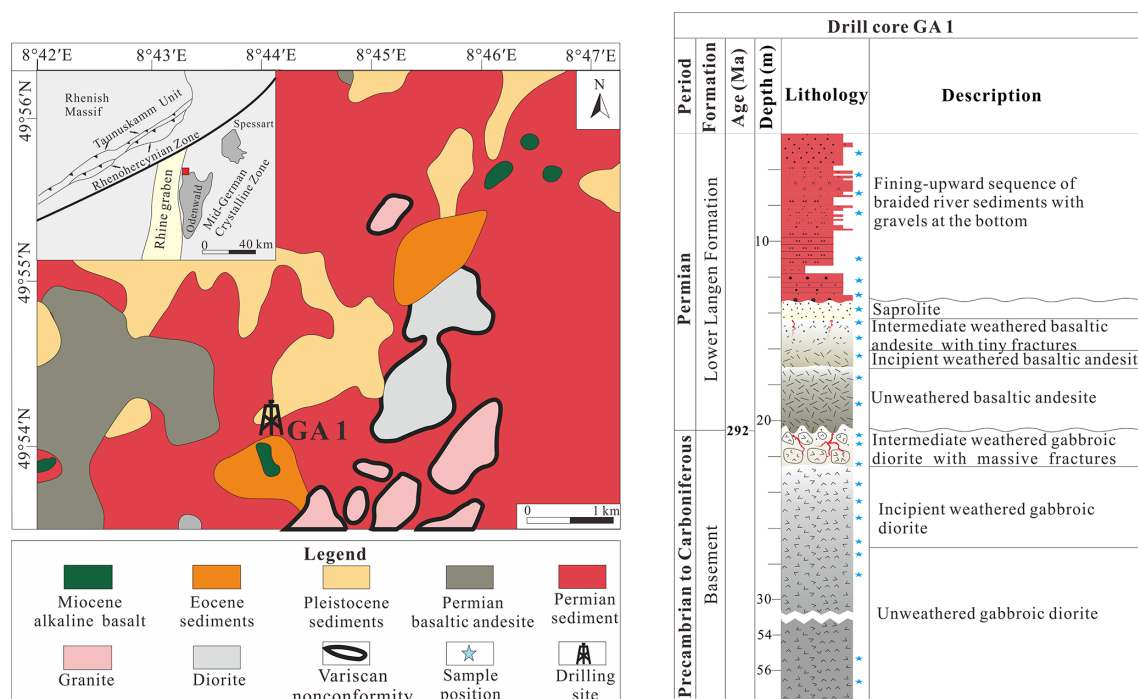 8°42′E 8°43′E 8°44′E 8°45′E 8°46′E 8°47′E
49°56′N
49°55′N
49°54′N
Rhenish
Massif
Taunuskamm Unit
Rhenohercynian Zone
Spessart
Rhine graben
Odenwald
Mid-German
Crystalline Zone
0 40 km
N
GA 1
0 1 km
Legend
Miocene
alkaline basalt
Eocene
sediments
Pleistocene
sediments
Permian
basaltic andesite
Permian
sediment
Granite
Diorite
Variscan
nonconformity
Sample
position
Drilling
site
Drill core GA 1
Period
Formation
Age (Ma)
Depth (m)
Lithology
Description
Permian
Lower Langen Formation
Precambrian to Carboniferous
Basement
292
10
20
30
54
56
Fining-upward sequence of
braided river sediments with
gravels at the bottom
Saprolite
Intermediate weathered basaltic
andesite with tiny fractures
Incipient weathered basaltic andesit
Unweathered basaltic andesite
Intermediate weathered gabbroic
diorite with massive fractures
Incipient weathered gabbroic
diorite
Unweathered gabbroic diorite